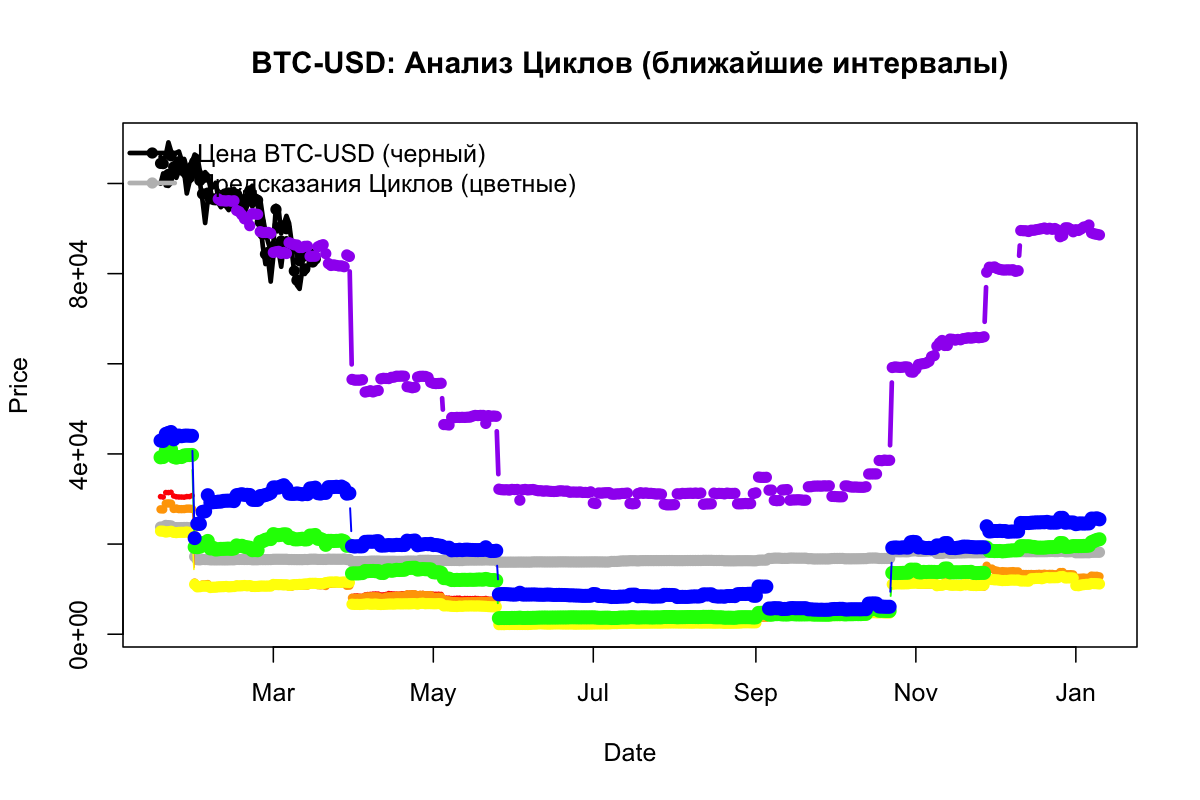 BTC-USD: Анализ Циклов (ближайшие интервалы)
Цена BTC-USD (черный)
Предсказания Циклов (цветные)
Price
8e+04
4e+04
0e+00
Mar May Jul Sep Nov Jan
Date